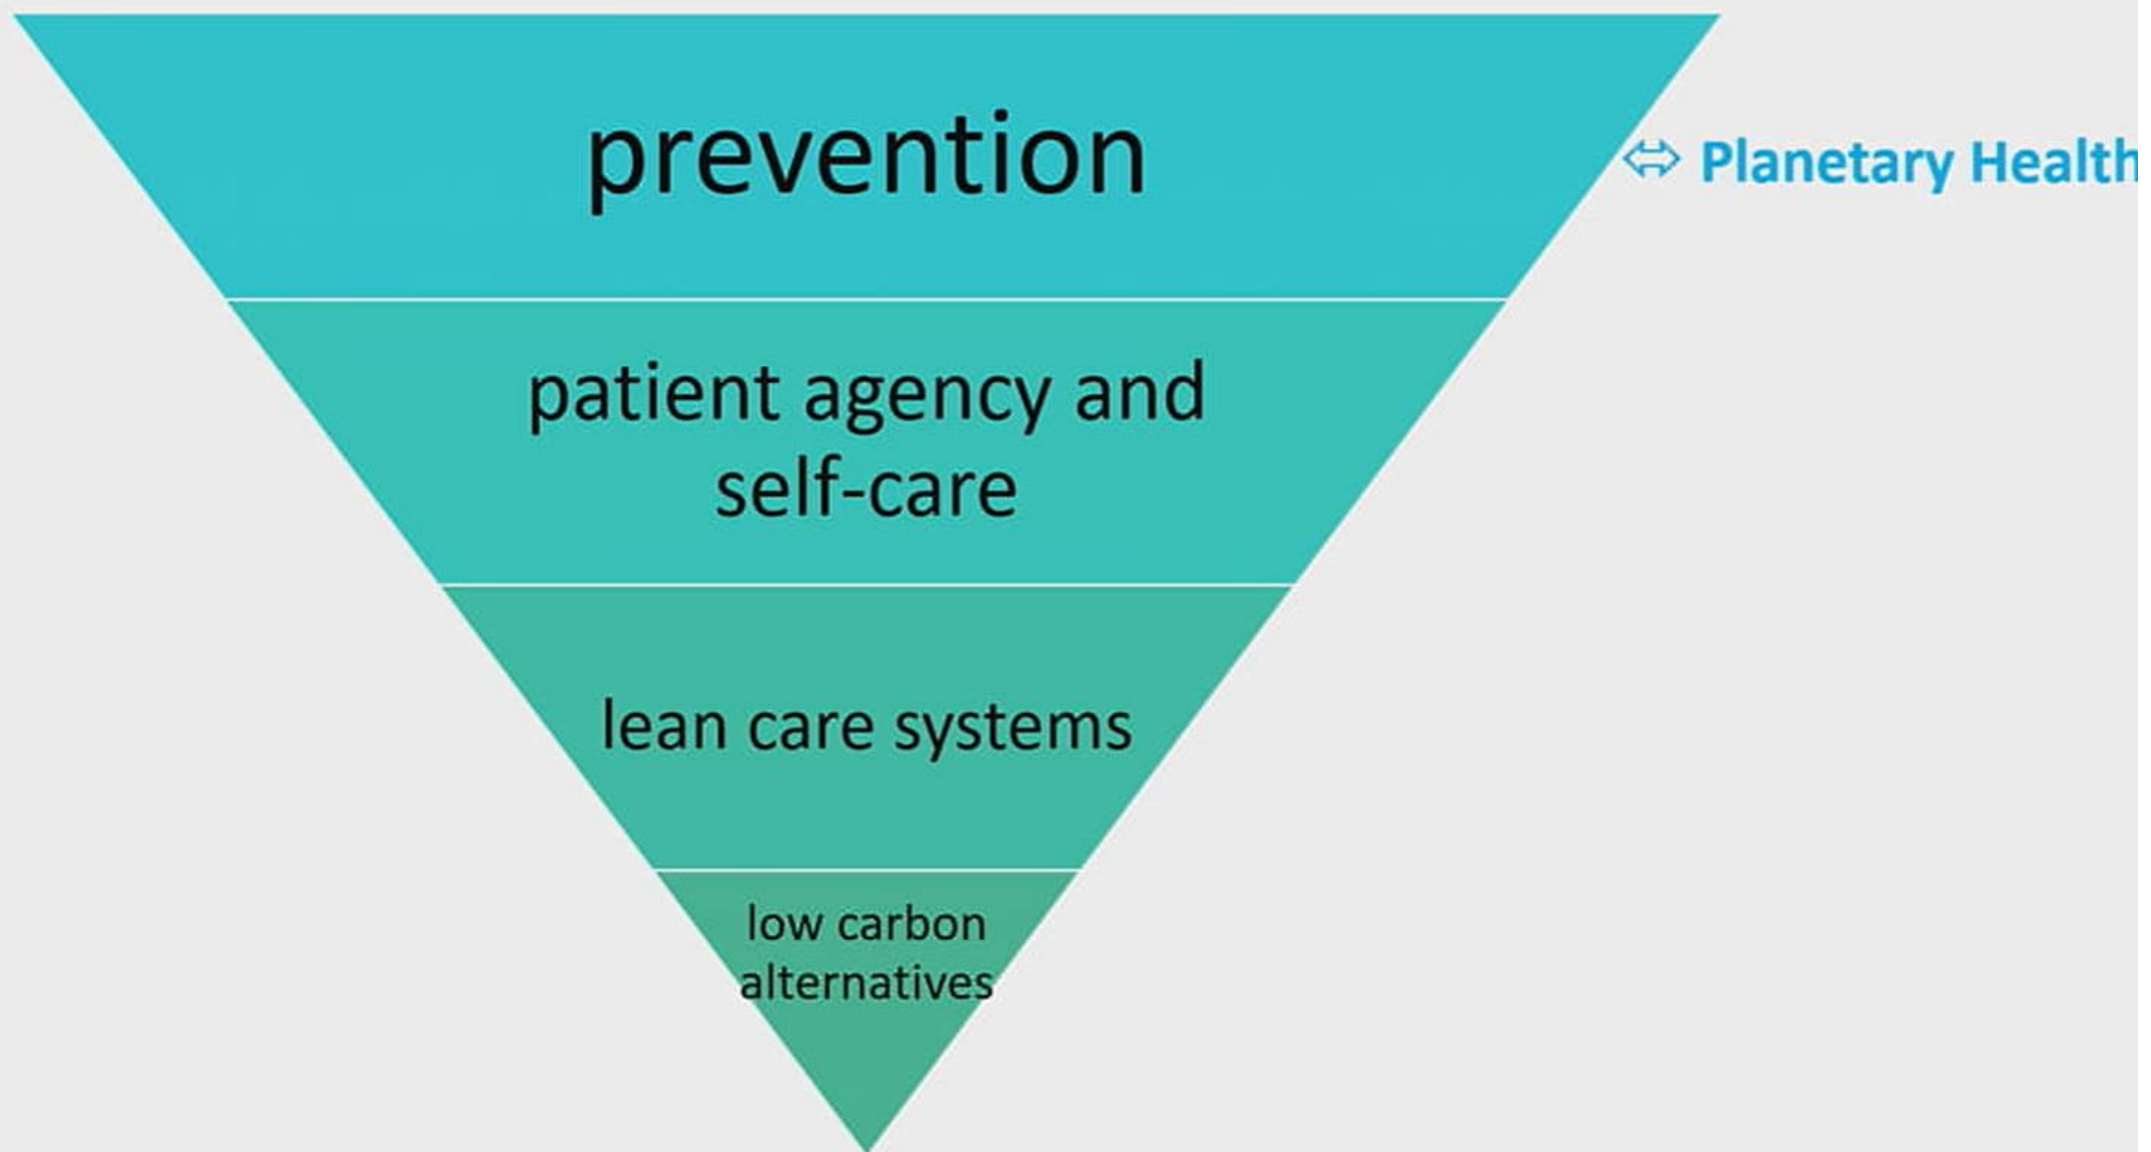 prevention
⇔ Planetary Health
patient agency and
self-care
lean care systems
low carbon
alternatives